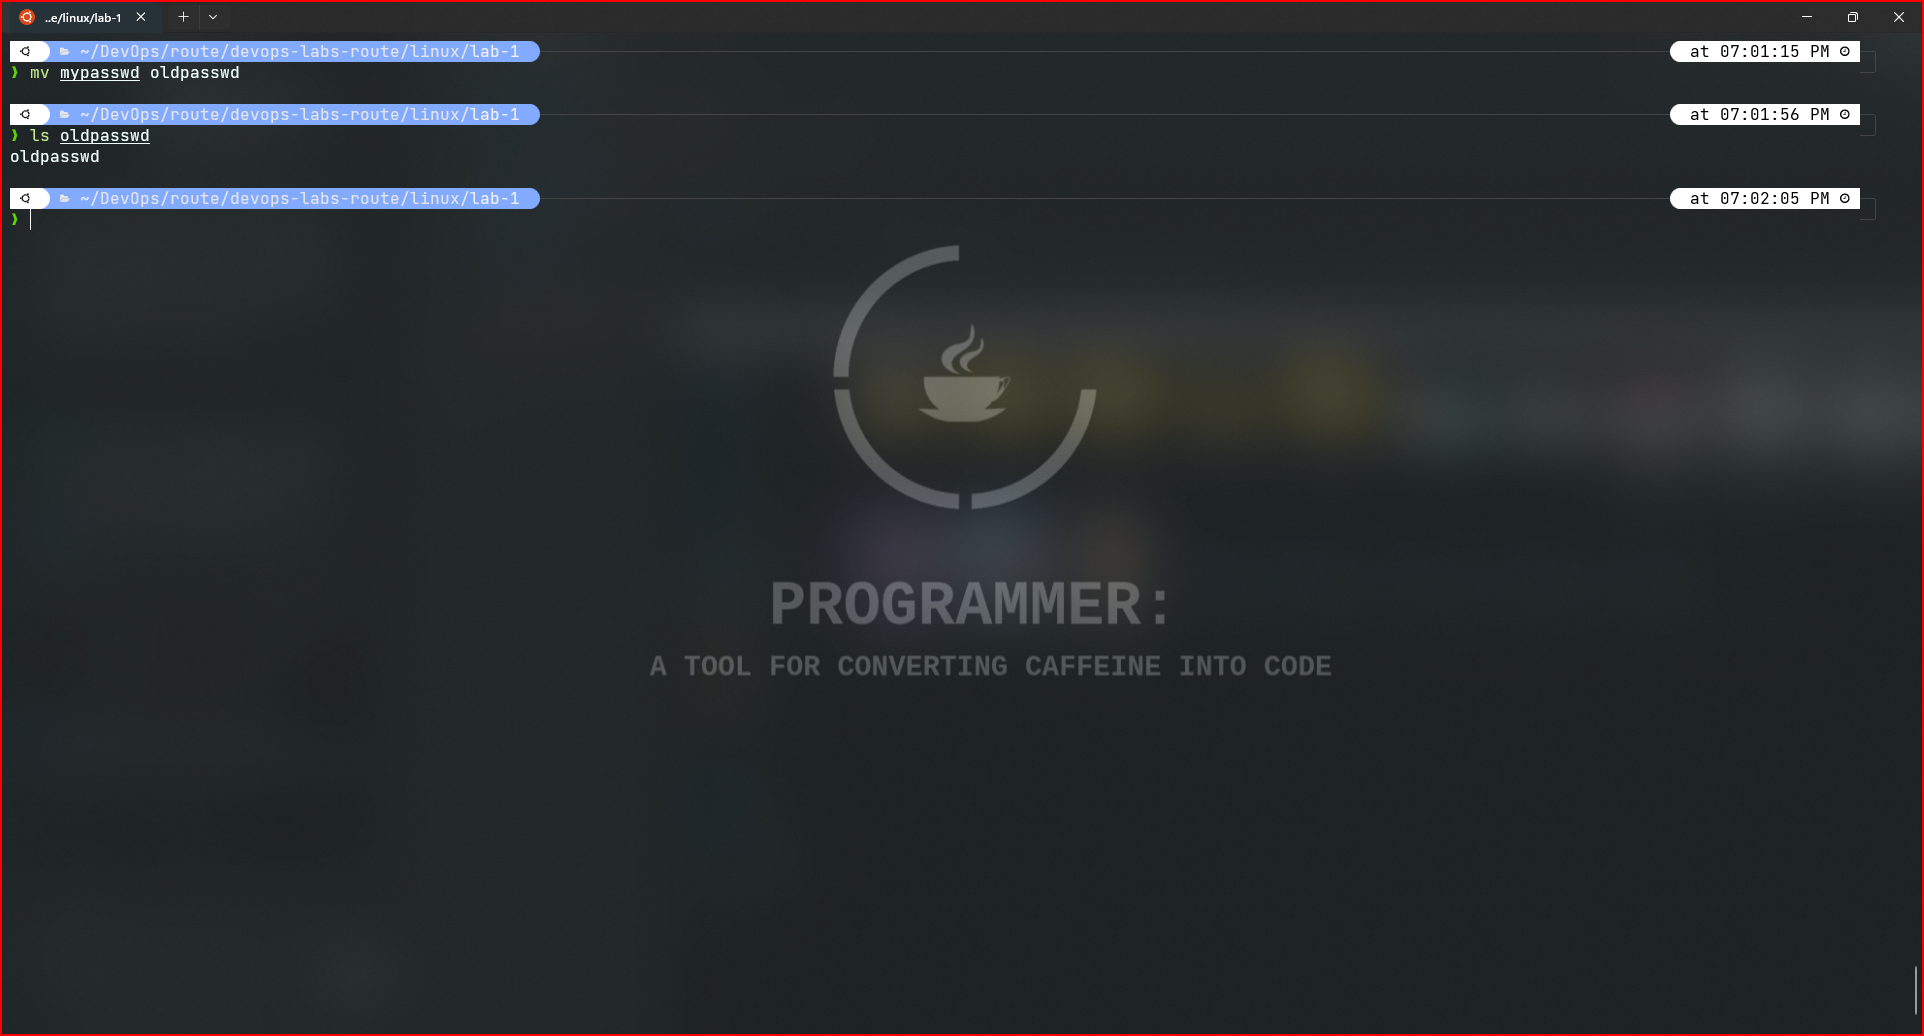 ..e/linux/lab-1
~/DevOps/route/devops-labs-route/linux/lab-1 at 07:01:15 PM
❯ mv mypasswd oldpasswd
~/DevOps/route/devops-labs-route/linux/lab-1 at 07:01:56 PM
❯ ls oldpasswd
oldpasswd
~/DevOps/route/devops-labs-route/linux/lab-1 at 07:02:05 PM
❯
PROGRAMMER:
A TOOL FOR CONVERTING CAFFEINE INTO CODE